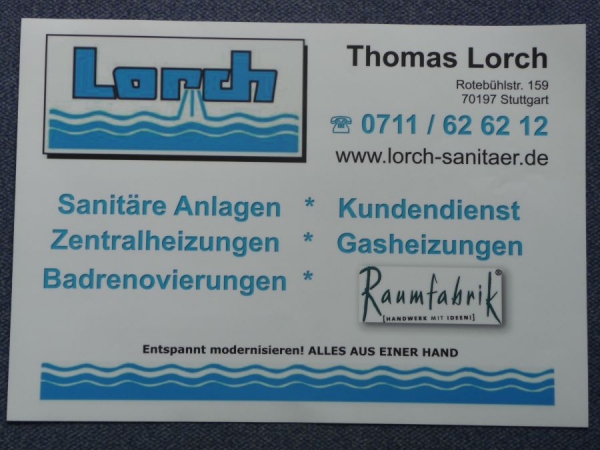 Lorch
Thomas Lorch
Rotebühlstr. 159
70197 Stuttgart
☎ 0711 / 62 62 12
www.lorch-sanitaer.de
Sanitäre Anlagen * Kundendienst
Zentralheizungen * Gasheizungen
Badrenovierungen *
Raumfabrik®
[HANDWERK MIT IDEEN!]
Entspannt modernisieren! ALLES AUS EINER HAND